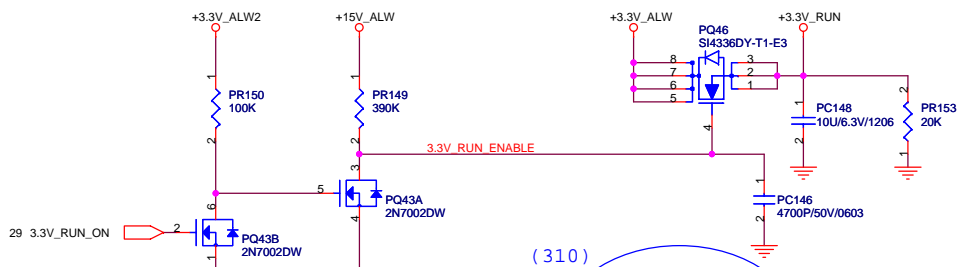 +3.3V_ALW2
+15V_ALW
+3.3V_ALW
+3.3V_RUN
PQ46
SI4336DY-T1-E3
8
7
6
5
3
2
1
4
1
PR150
100K
2
1
PR149
390K
2
1
PC148
10U/6.3V/1206
2
2
PR153
20K
1
3.3V_RUN_ENABLE
3
5
PQ43A
2N7002DW
4
1
PC146
4700P/50V/0603
2
6
29 3.3V_RUN_ON
2
PQ43B
2N7002DW
1
(310)